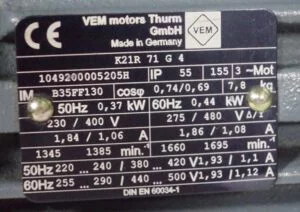 VEM motors Thurm
GmbH
Made in Germany
CE
VEM
K21R 71 G 4
1049200005205H IP 55 155 3 ~Mot
IM B35FF130 cosφ 0,74/0,69 7,8 kg
50Hz 0,37 kW 60Hz 0,44 kW
230 / 400 V 275 / 480 V Δ/Y
1,84 / 1,06 A 1,86 / 1,08 A
1345 1385 min⁻¹ 1660 1695 min⁻¹
50Hz 220 ... 240 / 380 ... 420 V 1,93 / 1,1 A
60Hz 255 ... 290 / 440 ... 500 V 1,93 / 1,12 A
DIN EN 60034-1